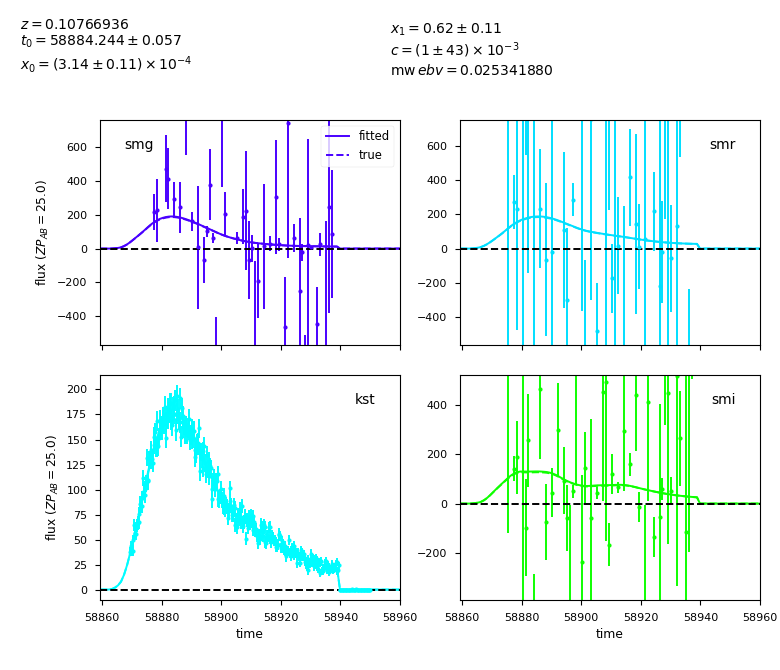 z = 0.10766936
t₀ = 58884.244 ± 0.057
x₀ = (3.14 ± 0.11) × 10⁻⁴
x₁ = 0.62 ± 0.11
c = (1 ± 43) × 10⁻³
mw ebv = 0.025341880
smg
fitted
true
600
400
200
0
−200
−400
flux (ZP_AB = 25.0)
smr
600
400
200
0
−200
−400
kst
200
175
150
125
100
75
50
25
0
flux (ZP_AB = 25.0)
58860 58880 58900 58920 58940 58960
time
smi
400
200
0
−200
58860 58880 58900 58920 58940 58960
time